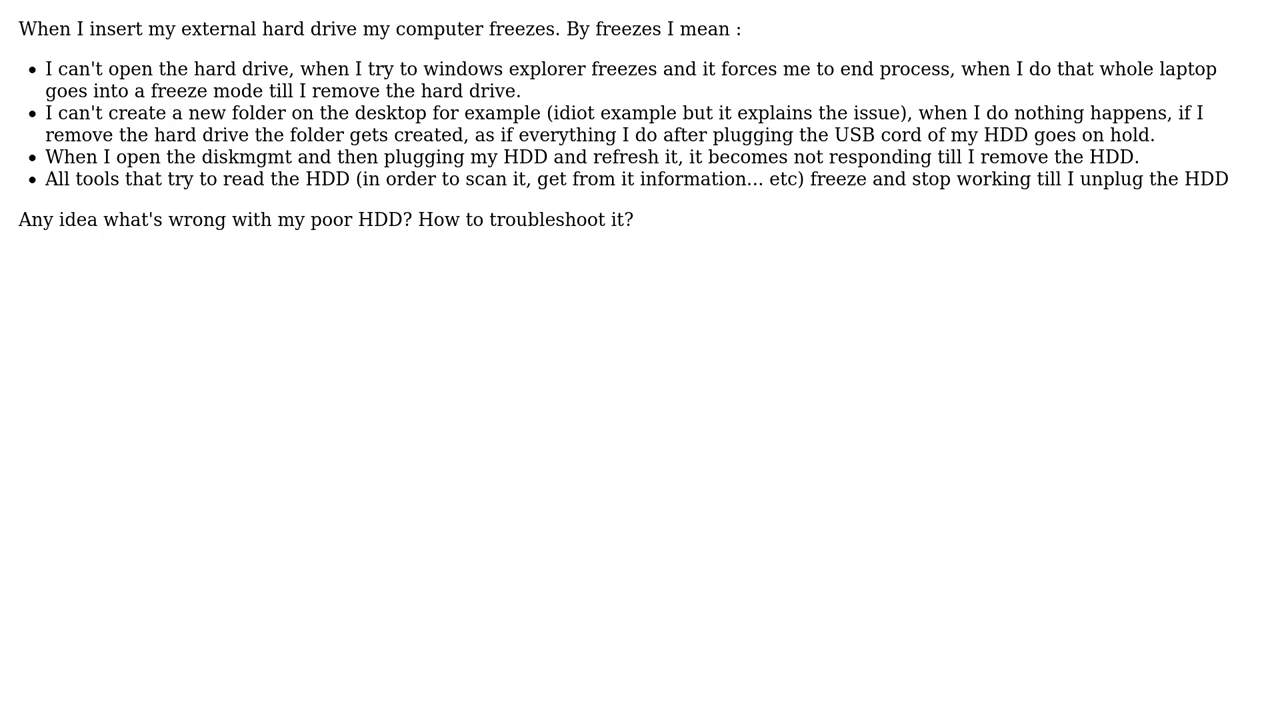 When I insert my external hard drive my computer freezes. By freezes I mean :
• I can't open the hard drive, when I try to windows explorer freezes and it forces me to end process, when I do that whole laptop
goes into a freeze mode till I remove the hard drive.
• I can't create a new folder on the desktop for example (idiot example but it explains the issue), when I do nothing happens, if I
remove the hard drive the folder gets created, as if everything I do after plugging the USB cord of my HDD goes on hold.
• When I open the diskmgmt and then plugging my HDD and refresh it, it becomes not responding till I remove the HDD.
• All tools that try to read the HDD (in order to scan it, get from it information... etc) freeze and stop working till I unplug the HDD
Any idea what's wrong with my poor HDD? How to troubleshoot it?